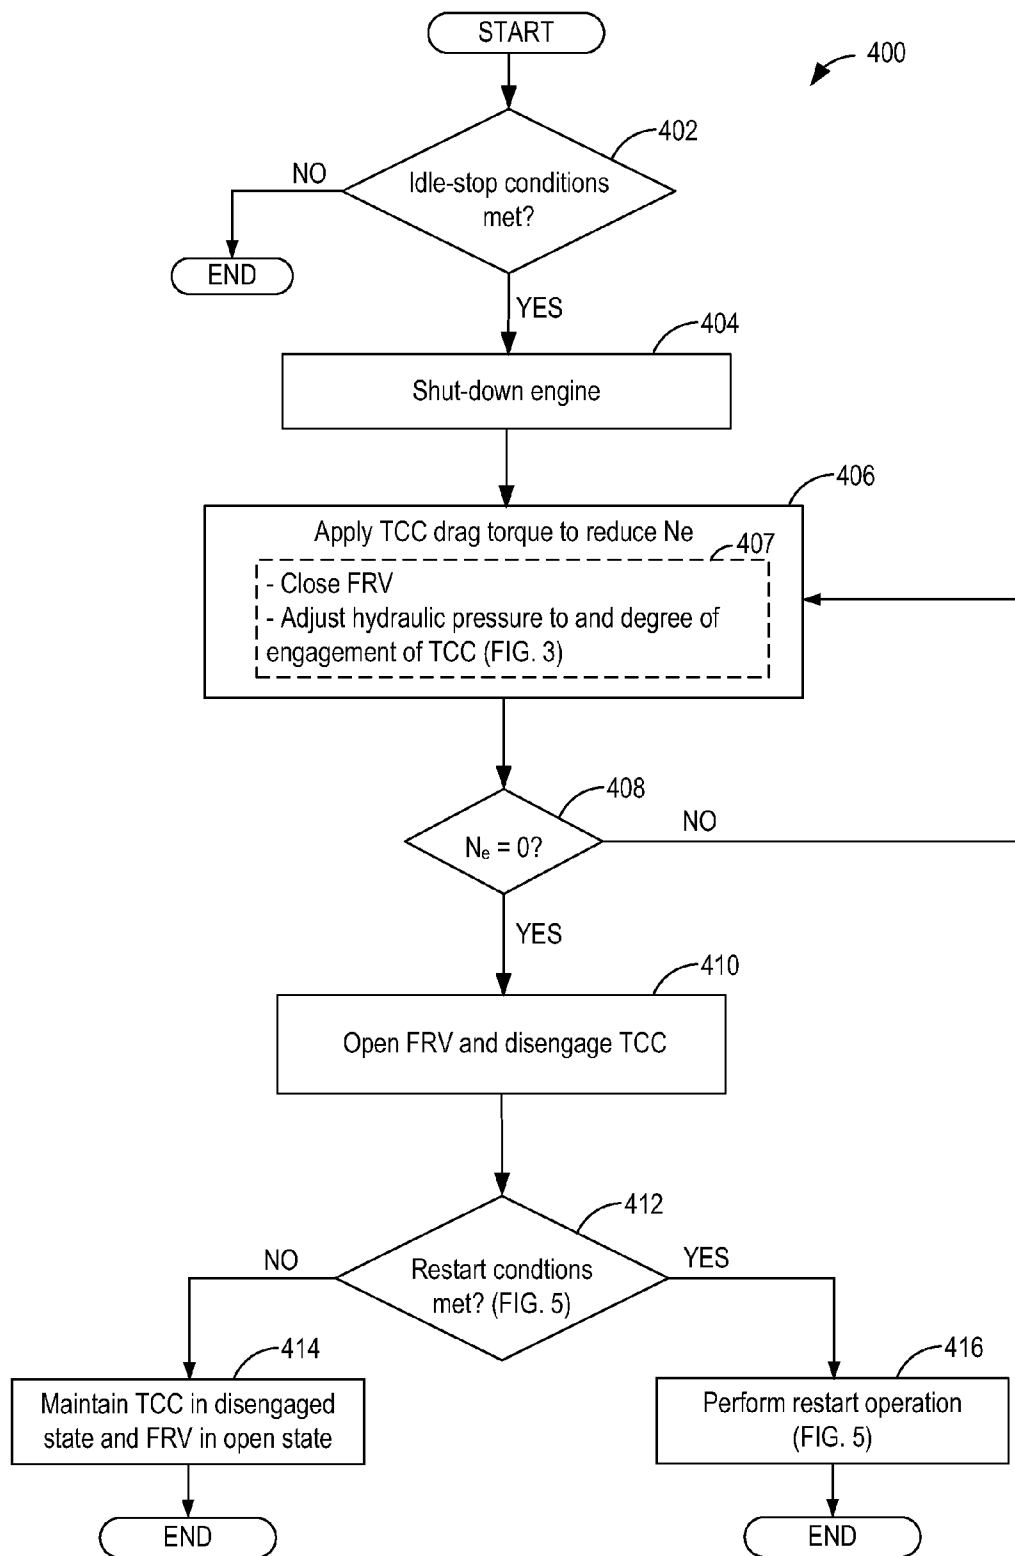 START
400
402
NO
Idle-stop conditions
met?
END
YES
404
Shut-down engine
406
Apply TCC drag torque to reduce Ne
407
- Close FRV
- Adjust hydraulic pressure to and degree of
engagement of TCC (FIG. 3)
408
NO
Nₑ = 0?
YES
410
Open FRV and disengage TCC
412
NO
YES
Restart condtions
met? (FIG. 5)
414
416
Maintain TCC in disengaged
state and FRV in open state
Perform restart operation
(FIG. 5)
END
END